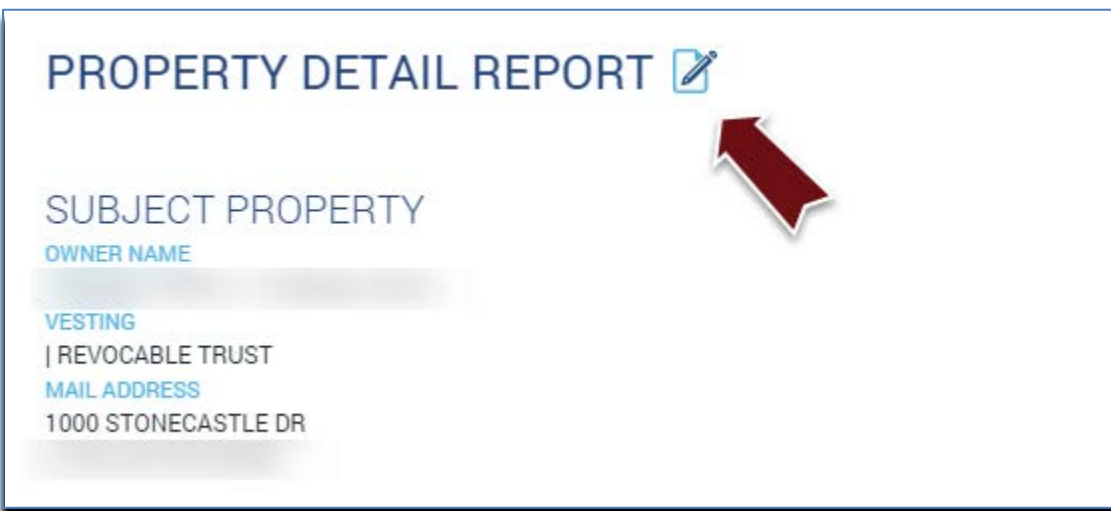 PROPERTY DETAIL REPORT
SUBJECT PROPERTY
OWNER NAME
VESTING
| REVOCABLE TRUST
MAIL ADDRESS
1000 STONECASTLE DR